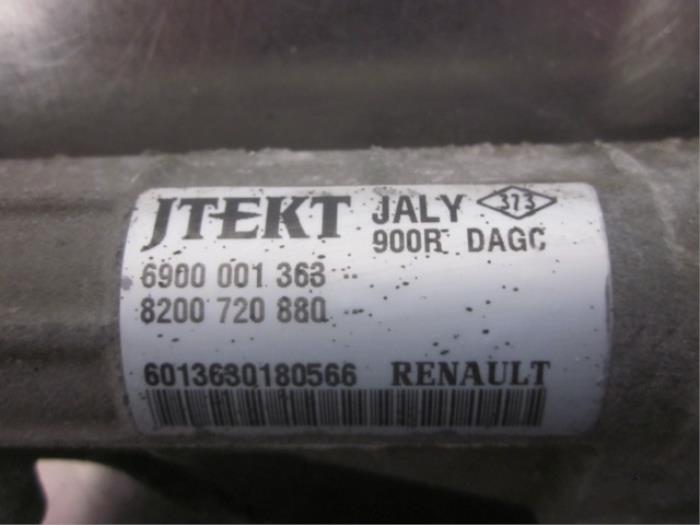 JTEKT JALY 373
900R DAGC
6900 001 363
8200 720 880
6013630180566 RENAULT